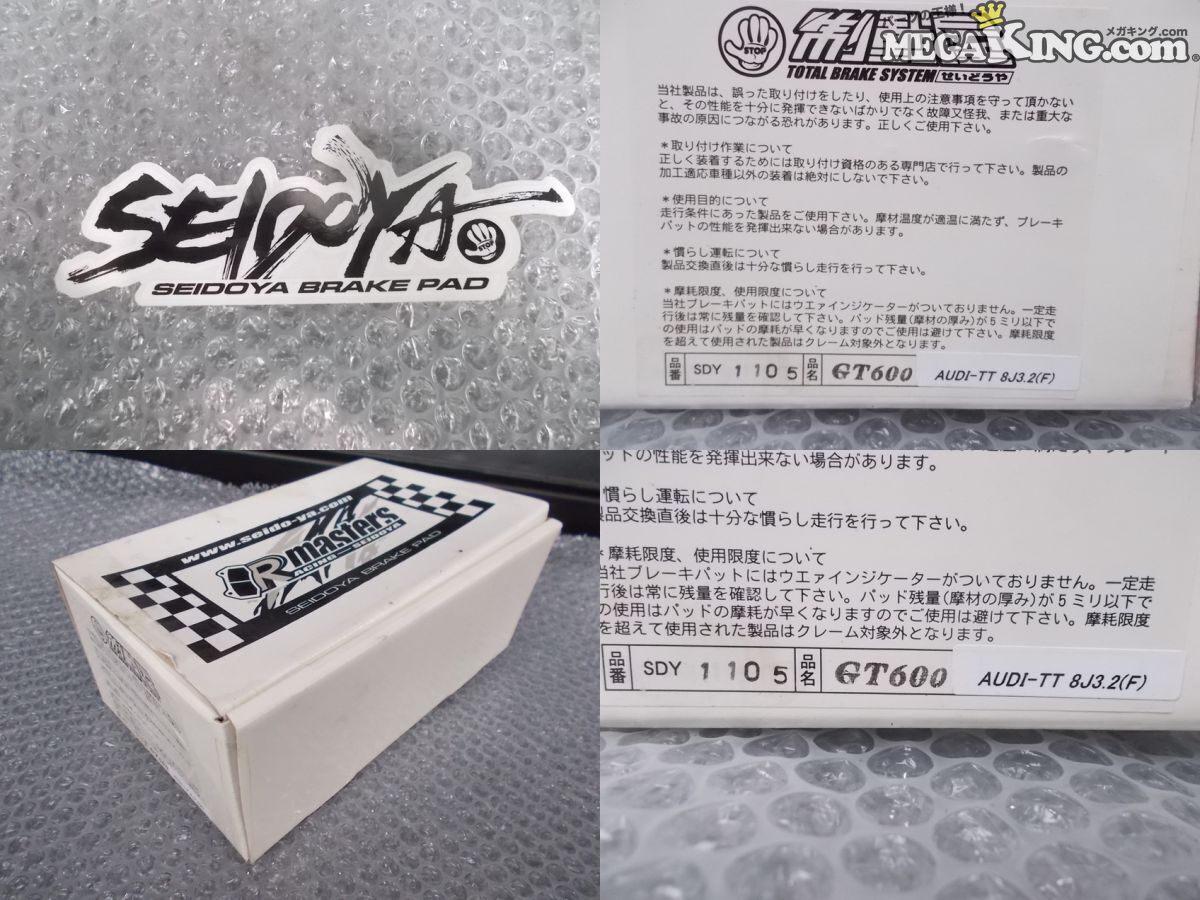 SEIDOYA
STOP
SEIDOYA BRAKE PAD
パーツの王様！
メガキング.com
MEGAKING.com
®
STOP
制動屋
TOTAL BRAKE SYSTEM せいどうや
当社製品は、誤った取り付けをしたり、使用上の注意事項を守って頂かない
と、その性能を十分に発揮できないばかりでなく故障又怪我、または重大な
事故の原因につながる恐れがあります。正しくご使用下さい。
＊取り付け作業について
正しく装着するためには取り付け資格のある専門店で行って下さい。製品の
加工適応車種以外の装着は絶対にしないで下さい。
＊使用目的について
走行条件にあった製品をご使用下さい。摩材温度が適温に満たず、ブレーキ
パットの性能を発揮出来ない場合があります。
＊慣らし運転について
製品交換直後は十分な慣らし走行を行って下さい。
＊摩耗限度、使用限度について
当社ブレーキパットにはウエァインジケーターがついておりません。一定走
行後は常に残量を確認して下さい。パッド残量（摩材の厚み）が５ミリ以下で
の使用はパッドの摩耗が早くなりますのでご使用は避けて下さい。摩耗限度
を超えて使用された製品はクレーム対象外となります。
品番 SDY 1105 品名 GT600 AUDI-TT 8J3.2(F)
www.seido-ya.com
Rmasters
RACING—SEIDOYA
SEIDOYA BRAKE PAD
ットの性能を発揮出来ない場合があります。
慣らし運転について
品交換直後は十分な慣らし走行を行って下さい。
＊摩耗限度、使用限度について
当社ブレーキパットにはウエァインジケーターがついておりません。一定走
行後は常に残量を確認して下さい。パッド残量（摩材の厚み）が５ミリ以下で
の使用はパッドの摩耗が早くなりますのでご使用は避けて下さい。摩耗限度
を超えて使用された製品はクレーム対象外となります。
品番 SDY 1105 品名 GT600 AUDI-TT 8J3.2(F)